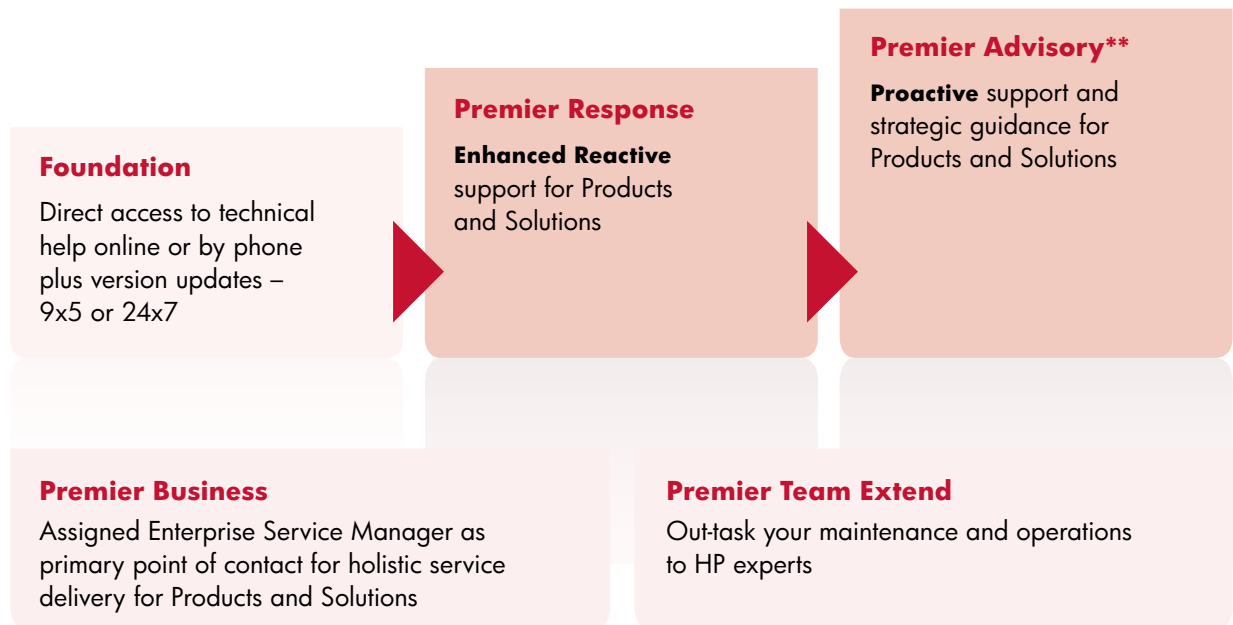 Foundation
Direct access to technical
help online or by phone
plus version updates –
9x5 or 24x7
Premier Response
Enhanced Reactive
support for Products
and Solutions
Premier Advisory**
Proactive support and
strategic guidance for
Products and Solutions
Premier Business
Assigned Enterprise Service Manager as
primary point of contact for holistic service
delivery for Products and Solutions
Premier Team Extend
Out-task your maintenance and operations
to HP experts